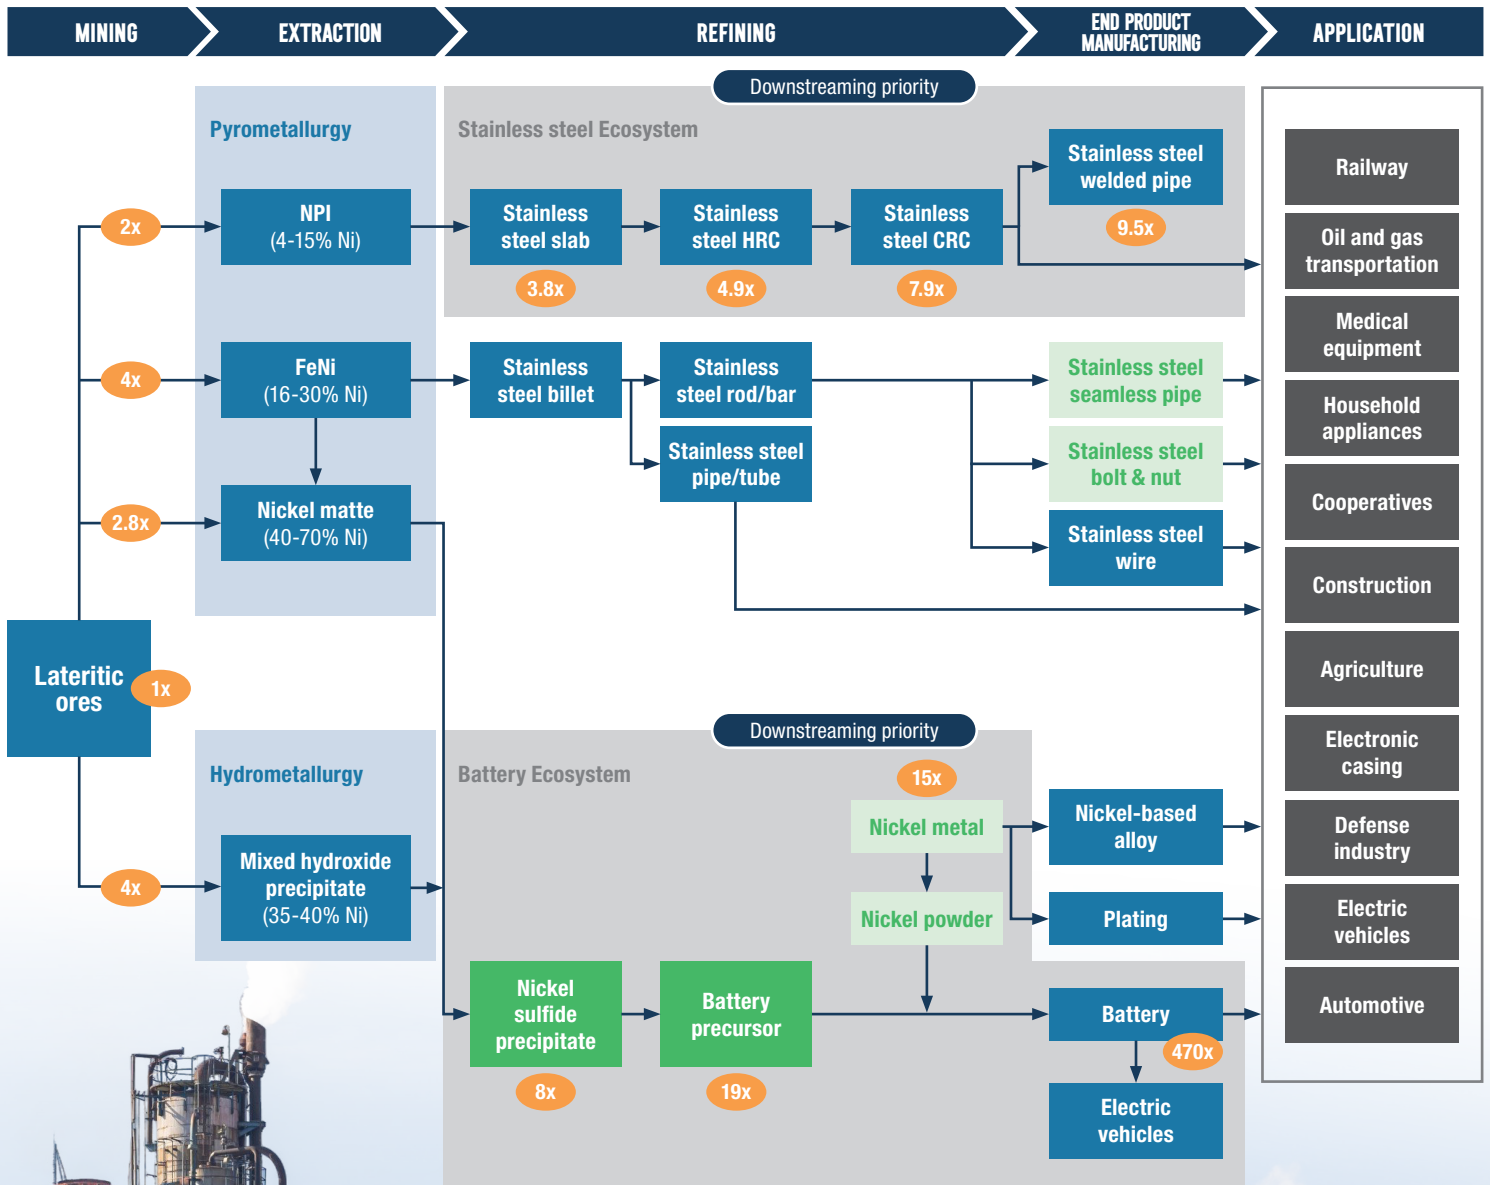 MINING
EXTRACTION
REFINING
END PRODUCT
MANUFACTURING
APPLICATION
Downstreaming priority
Pyrometallurgy
Stainless steel Ecosystem
2x
NPI
(4-15% Ni)
Stainless
steel slab
3.8x
Stainless
steel HRC
4.9x
Stainless
steel CRC
7.9x
Stainless steel
welded pipe
9.5x
4x
FeNi
(16-30% Ni)
Stainless
steel billet
Stainless
steel rod/bar
Stainless steel
pipe/tube
Stainless steel
seamless pipe
Stainless steel
bolt & nut
Stainless steel
wire
2.8x
Nickel matte
(40-70% Ni)
Lateritic
ores
1x
Downstreaming priority
Hydrometallurgy
Battery Ecosystem
4x
Mixed hydroxide
precipitate
(35-40% Ni)
15x
Nickel metal
Nickel powder
Nickel-based
alloy
Plating
Nickel
sulfide
precipitate
8x
Battery
precursor
19x
Battery
470x
Electric
vehicles
Railway
Oil and gas
transportation
Medical
equipment
Household
appliances
Cooperatives
Construction
Agriculture
Electronic
casing
Defense
industry
Electric
vehicles
Automotive